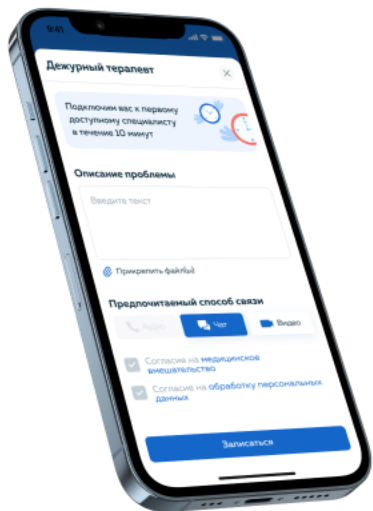 9:41
Дежурный терапевт
Подключим вас к первому
доступному специалисту
в течение 10 минут
Описание проблемы
Введите текст
Прикрепить файл(ы)
Предпочитаемый способ связи
Аудио
Чат
Видео
Согласие на медицинское
вмешательство
Согласие на обработку персональных
данных
Записаться